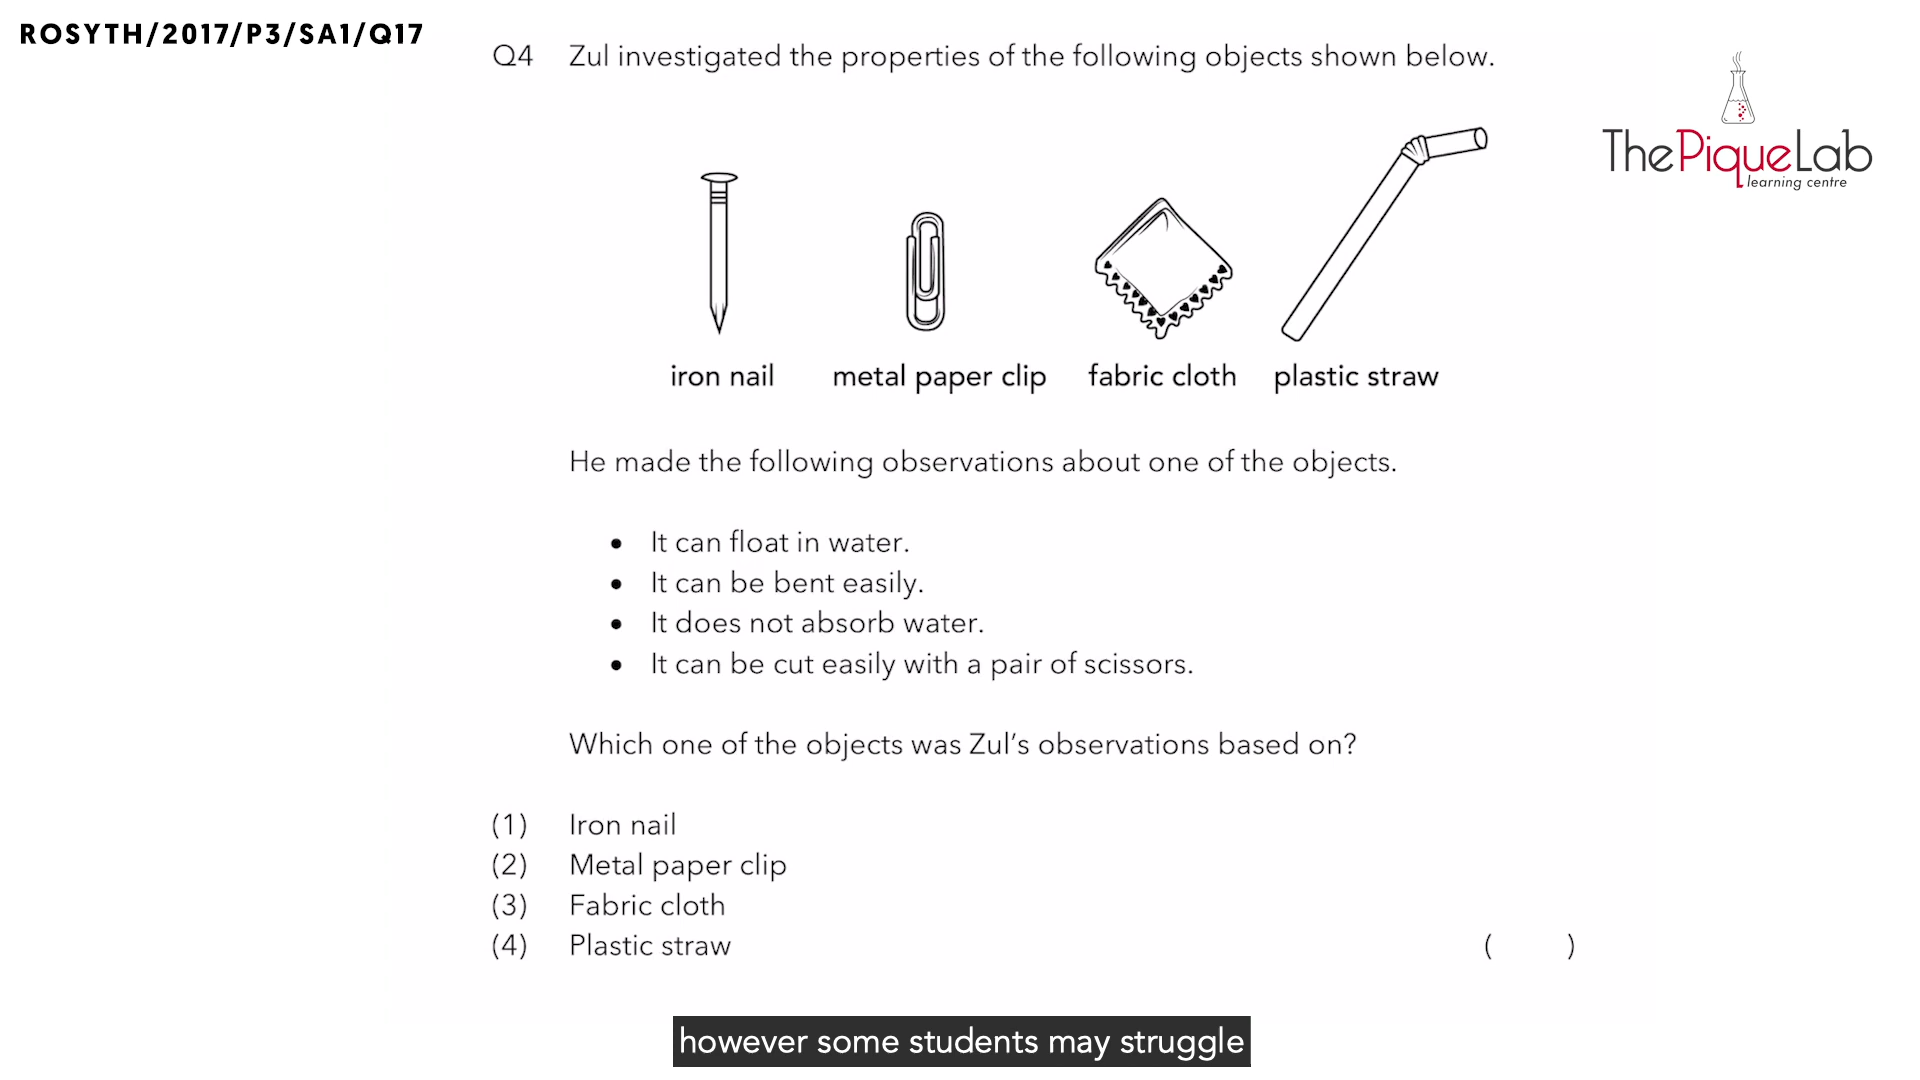 ROSYTH/2017/P3/SA1/Q17
Q4 Zul investigated the properties of the following objects shown below.
ThePiqueLab
learning centre
iron nail metal paper clip fabric cloth plastic straw
He made the following observations about one of the objects.
• It can float in water.
• It can be bent easily.
• It does not absorb water.
• It can be cut easily with a pair of scissors.
Which one of the objects was Zul's observations based on?
(1) Iron nail
(2) Metal paper clip
(3) Fabric cloth
(4) Plastic straw ( )
however some students may struggle